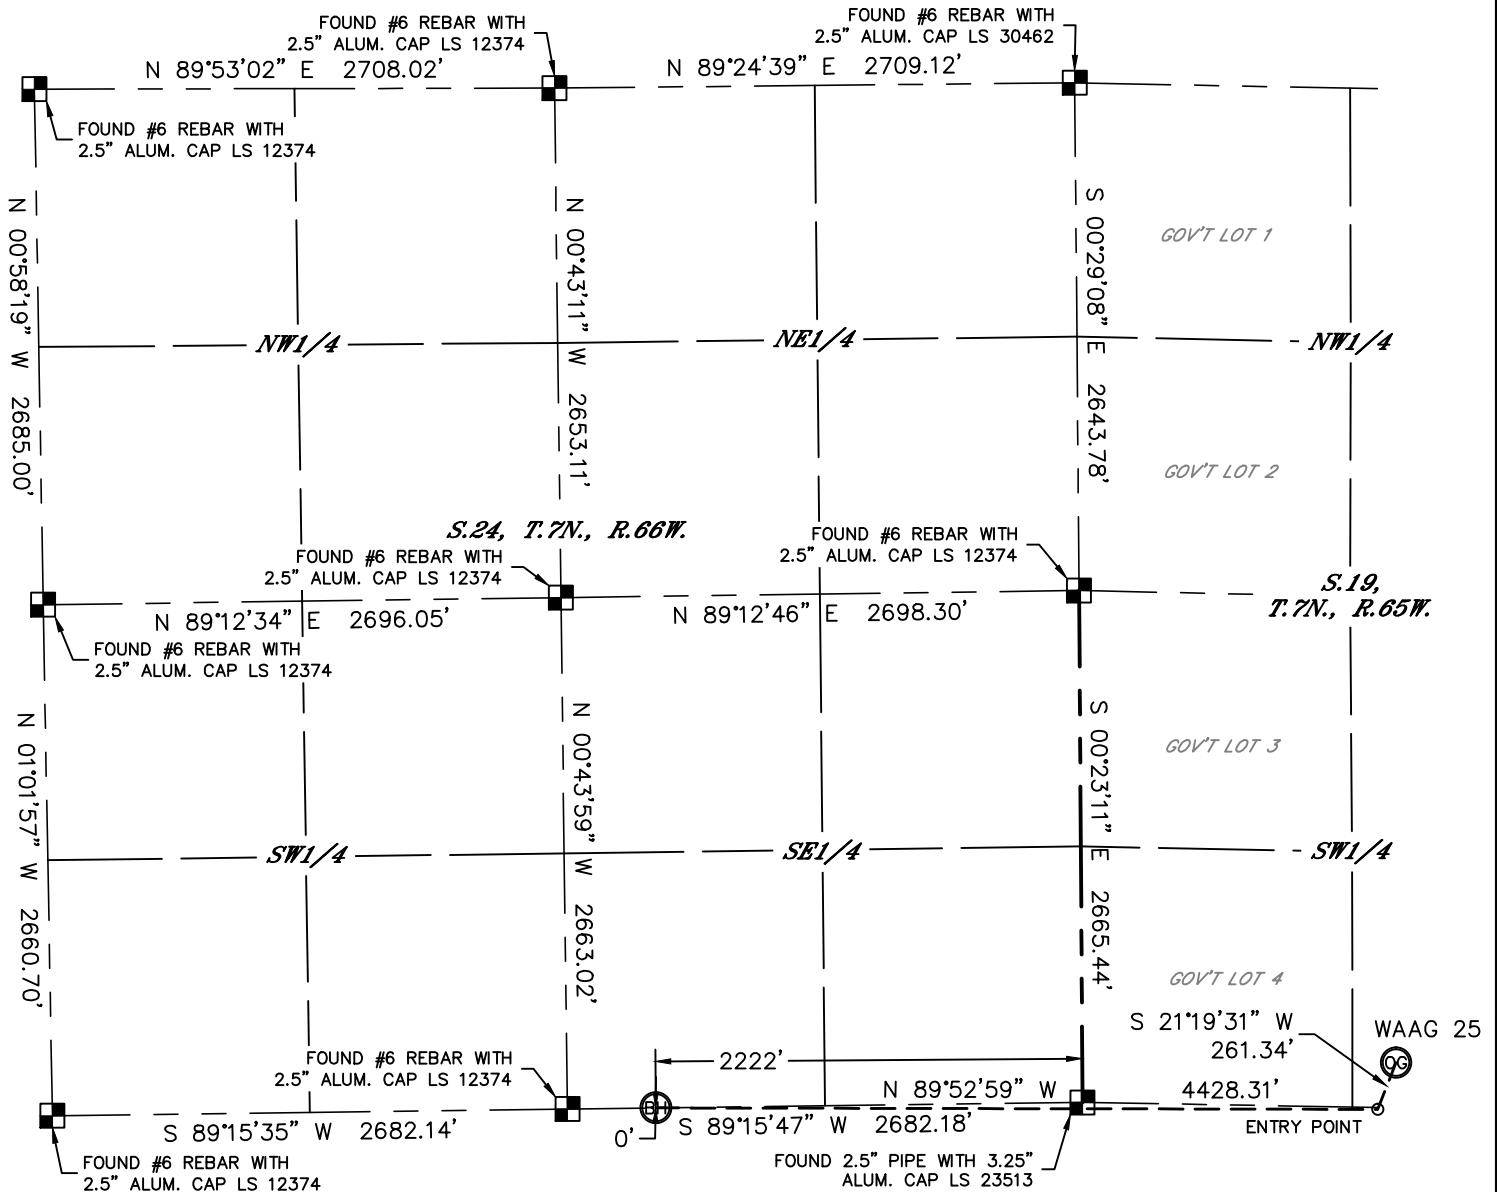 FOUND #6 REBAR WITH
2.5" ALUM. CAP LS 12374
FOUND #6 REBAR WITH
2.5" ALUM. CAP LS 30462
N 89°53'02" E 2708.02'
N 89°24'39" E 2709.12'
FOUND #6 REBAR WITH
2.5" ALUM. CAP LS 12374
N 00°58'19" W 2685.00'
N 00°43'11" W 2653.11'
S 00°29'08" E 2643.78'
GOV'T LOT 1
NW1/4
NE1/4
NW1/4
GOV'T LOT 2
S.24, T.7N., R.66W.
FOUND #6 REBAR WITH
2.5" ALUM. CAP LS 12374
FOUND #6 REBAR WITH
2.5" ALUM. CAP LS 12374
S.19,
T.7N., R.65W.
N 89°12'34" E 2696.05'
N 89°12'46" E 2698.30'
FOUND #6 REBAR WITH
2.5" ALUM. CAP LS 12374
N 01°01'57" W 2660.70'
N 00°43'59" W 2663.02'
S 00°23'11" E 2665.44'
GOV'T LOT 3
SW1/4
SE1/4
SW1/4
GOV'T LOT 4
S 21°19'31" W
261.34'
WAAG 25
OG
FOUND #6 REBAR WITH
2.5" ALUM. CAP LS 12374
2222'
N 89°52'59" W 4428.31'
BH
0'
S 89°15'35" W 2682.14'
S 89°15'47" W 2682.18'
ENTRY POINT
FOUND #6 REBAR WITH
2.5" ALUM. CAP LS 12374
FOUND 2.5" PIPE WITH 3.25"
ALUM. CAP LS 23513